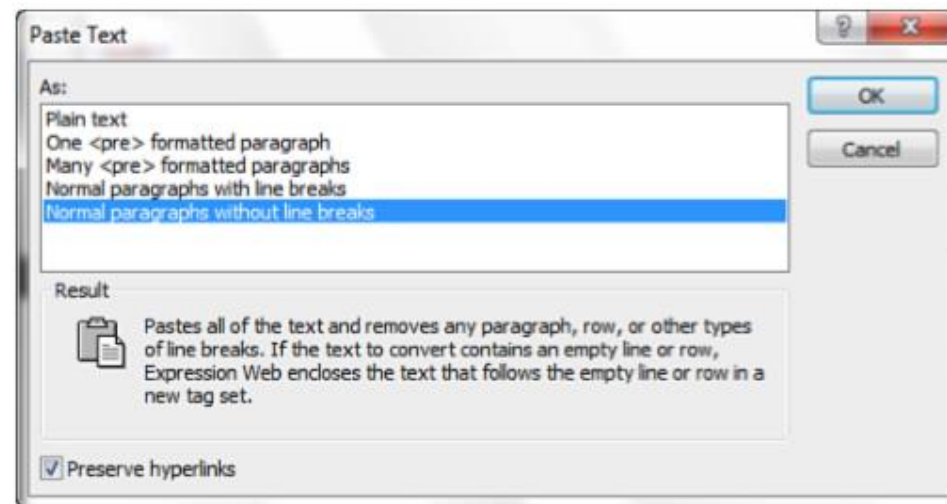 Paste Text
As:
OK
Plain text
One <pre> formatted paragraph
Many <pre> formatted paragraphs
Cancel
Normal paragraphs with line breaks
Normal paragraphs without line breaks
Result
Pastes all of the text and removes any paragraph, row, or other types
of line breaks. If the text to convert contains an empty line or row,
Expression Web encloses the text that follows the empty line or row in a
new tag set.
Preserve hyperlinks